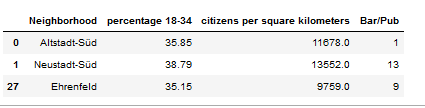 Neighborhood percentage 18-34 citizens per square kilometers Bar/Pub
0 Altstadt-Süd 35.85 11678.0 1
1 Neustadt-Süd 38.79 13552.0 13
27 Ehrenfeld 35.15 9759.0 9